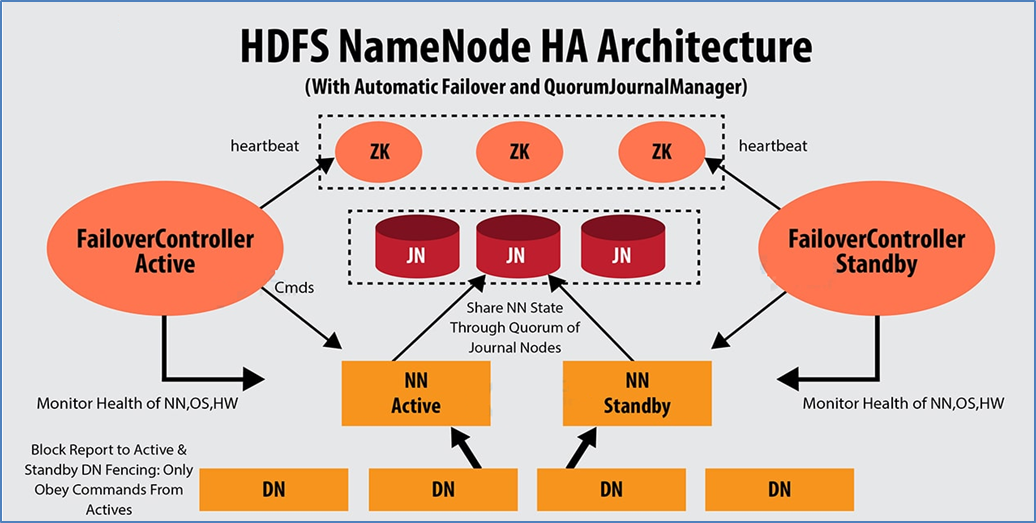 HDFS NameNode HA Architecture
(With Automatic Failover and QuorumJournalManager)
heartbeat
ZK
ZK
ZK
heartbeat
FailoverController
Active
JN
JN
JN
FailoverController
Standby
Cmds
Share NN State
Through Quorum of
Journal Nodes
NN
Active
NN
Standby
Monitor Health of NN,OS,HW
Monitor Health of NN,OS,HW
Block Report to Active &
Standby DN Fencing: Only
Obey Commands From
Actives
DN
DN
DN
DN